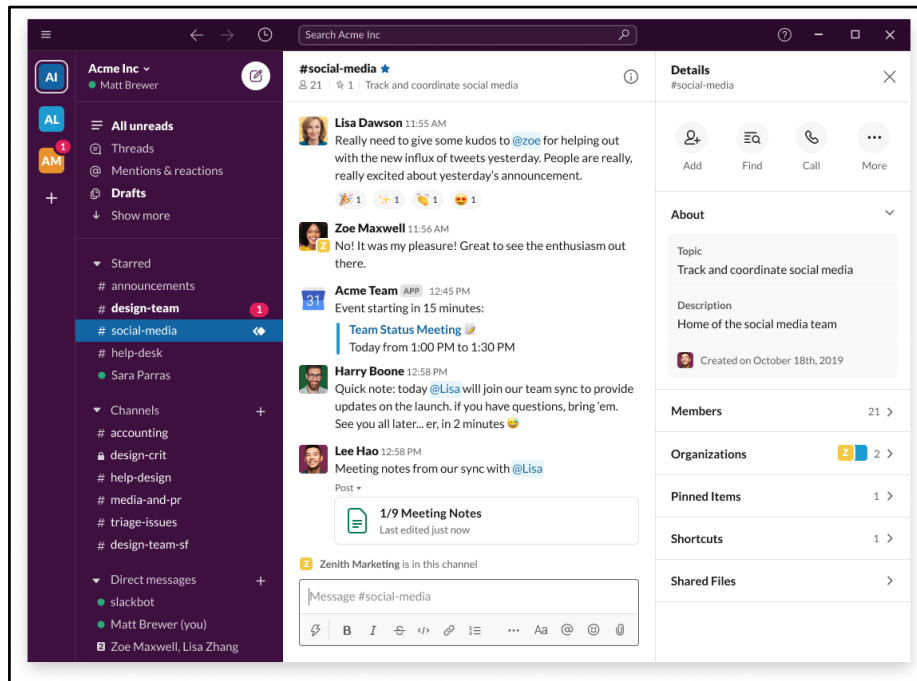 Search Acme Inc
AI
AL
AM
1
Acme Inc
Matt Brewer
All unreads
Threads
@ Mentions & reactions
Drafts
Show more
Starred
# announcements
# design-team 1
# social-media
# help-desk
Sara Parras
Channels +
# accounting
design-crit
# help-design
# media-and-pr
# triage-issues
# design-team-sf
Direct messages +
slackbot
Matt Brewer (you)
2 Zoe Maxwell, Lisa Zhang
#social-media
21 | 1 | Track and coordinate social media
Lisa Dawson 11:55 AM
Really need to give some kudos to @zoe for helping out
with the new influx of tweets yesterday. People are really,
really excited about yesterday's announcement.
1 1 1 1
Zoe Maxwell 11:56 AM
Z
No! It was my pleasure! Great to see the enthusiasm out
there.
31
Acme Team APP 12:45 PM
Event starting in 15 minutes:
Team Status Meeting
Today from 1:00 PM to 1:30 PM
Harry Boone 12:58 PM
Quick note: today @Lisa will join our team sync to provide
updates on the launch. if you have questions, bring 'em.
See you all later... er, in 2 minutes
Lee Hao 12:58 PM
Meeting notes from our sync with @Lisa
Post
1/9 Meeting Notes
Last edited just now
Z Zenith Marketing is in this channel
Message #social-media
B I S </> ... Aa @
Details
#social-media
Add Find Call More
About
Topic
Track and coordinate social media
Description
Home of the social media team
Created on October 18th, 2019
Members 21
Organizations Z 2
Pinned Items 1
Shortcuts 1
Shared Files